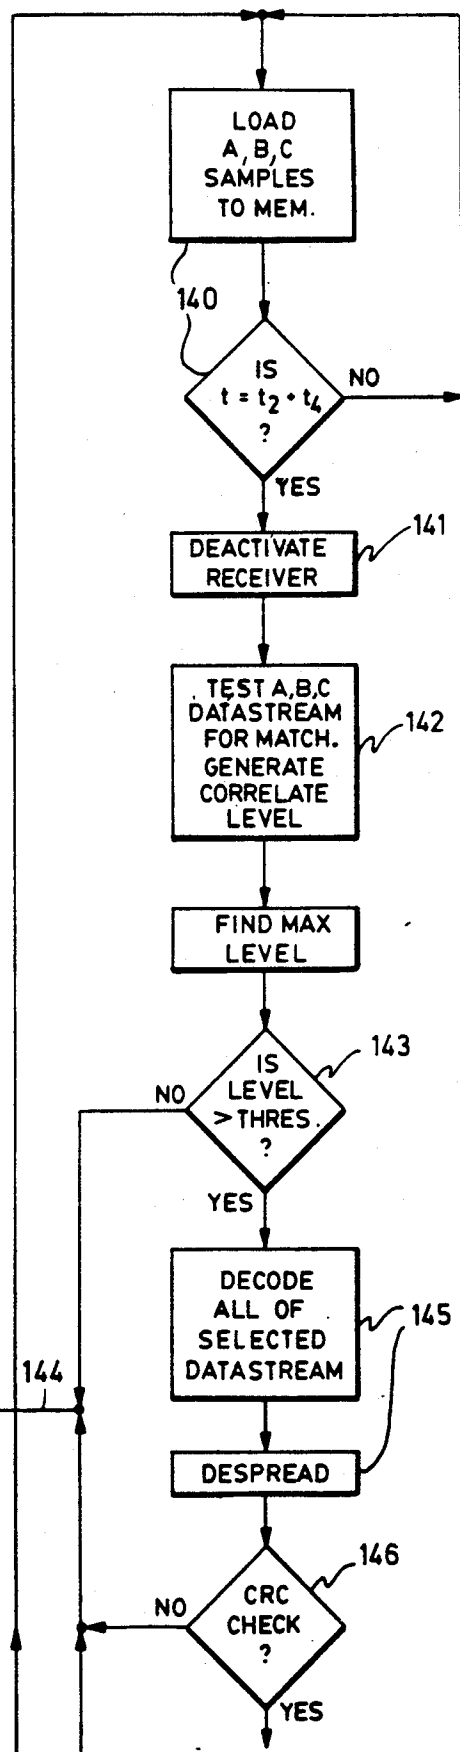 LOAD
A, B, C
SAMPLES
TO MEM.
140
IS
t = t2 + t4
?
NO
YES
141
DEACTIVATE
RECEIVER
142
TEST A,B,C
DATASTREAM
FOR MATCH.
GENERATE
CORRELATE
LEVEL
FIND MAX
LEVEL
143
IS
LEVEL
> THRES.
?
NO
YES
DECODE
ALL OF
SELECTED
DATASTREAM
145
144
DESPREAD
146
CRC
CHECK
?
NO
YES